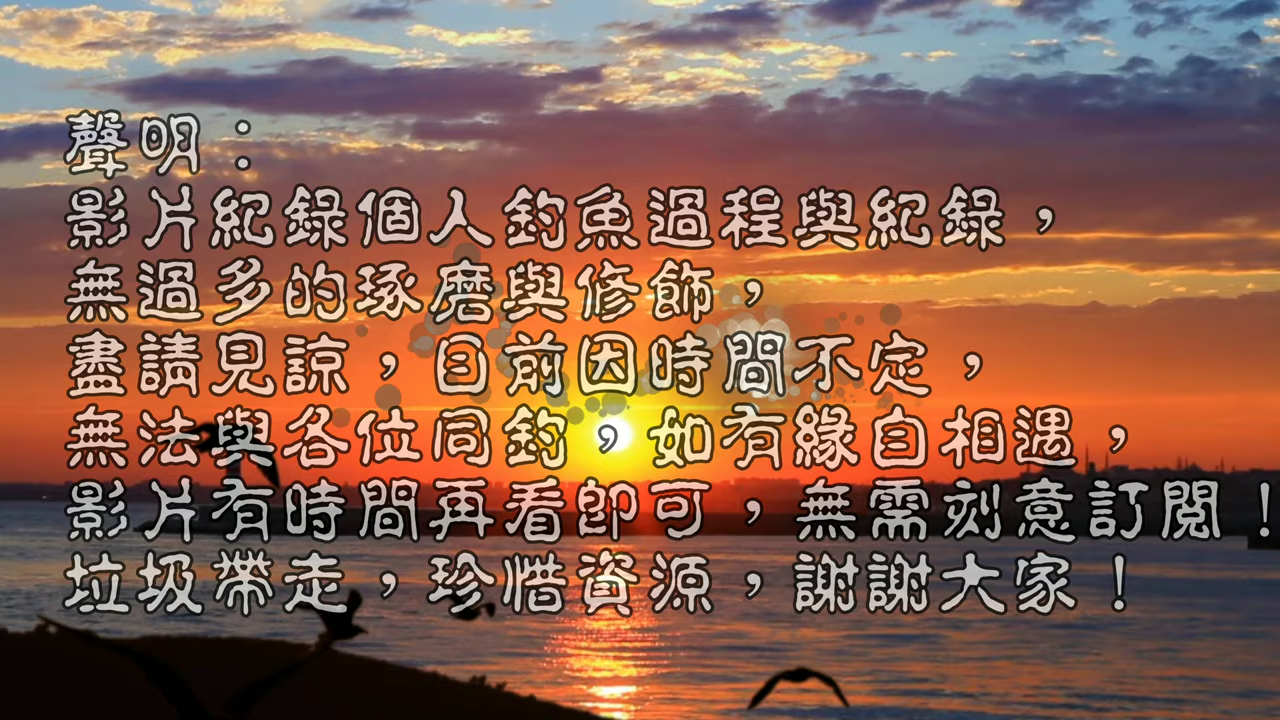 聲明：
影片紀錄個人釣魚過程與紀錄，
無過多的琢磨與修飾，
盡請見諒，目前因時間不定，
無法與各位同釣，如有緣自相遇，
影片有時間再看即可，無需刻意訂閱！
垃圾帶走，珍惜資源，謝謝大家！